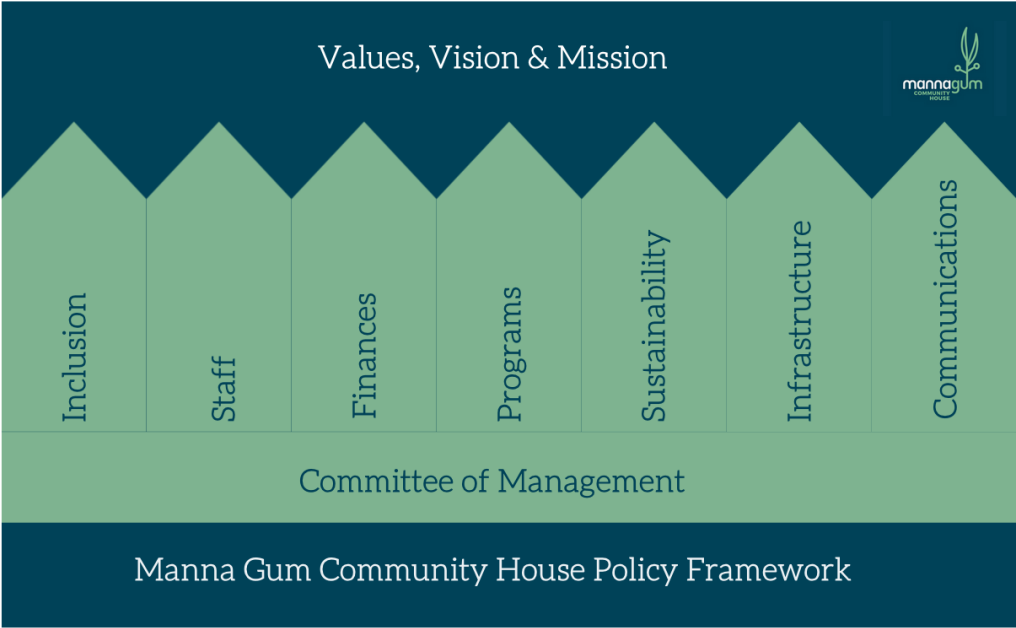 Values, Vision & Mission
mannagum
COMMUNITY
HOUSE
Inclusion
Staff
Finances
Programs
Sustainability
Infrastructure
Communications
Committee of Management
Manna Gum Community House Policy Framework